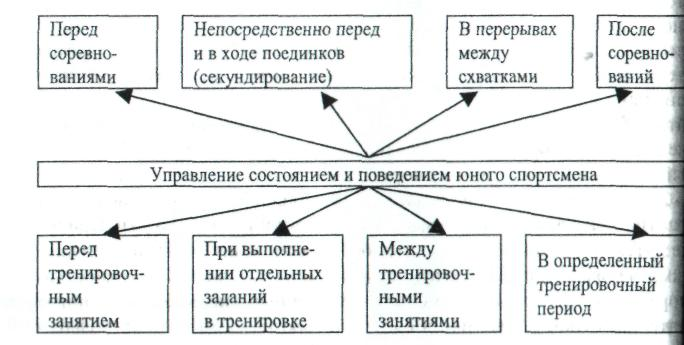 Перед
соревно-
ваниями
Непосредственно перед
и в ходе поединков
(секундирование)
В перерывах
между
схватками
После
соревно-
ваний
Управление состоянием и поведением юного спортсмена
Перед
тренировоч-
ным
занятием
При выполне-
нии отдельных
заданий
в тренировке
Между
тренировоч-
ными
занятиями
В определенный
тренировочный
период